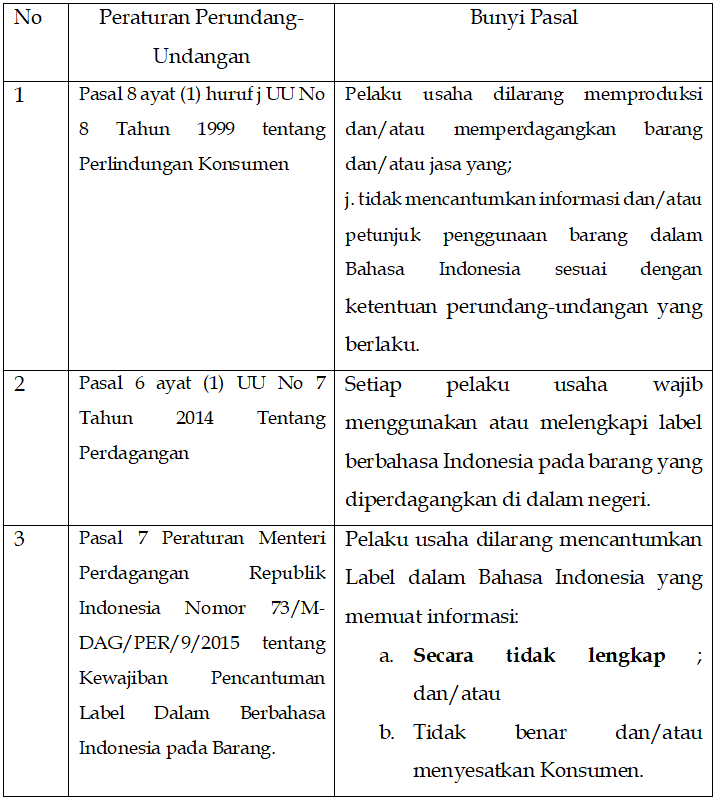 No
Peraturan Perundang-
Undangan
Bunyi Pasal
1
Pasal 8 ayat (1) huruf j UU No
8 Tahun 1999 tentang
Perlindungan Konsumen
Pelaku usaha dilarang memproduksi
dan/atau memperdagangkan barang
dan/atau jasa yang;
j. tidak mencantumkan informasi dan/atau
petunjuk penggunaan barang dalam
Bahasa Indonesia sesuai dengan
ketentuan perundang-undangan yang
berlaku.
2
Pasal 6 ayat (1) UU No 7
Tahun 2014 Tentang
Perdagangan
Setiap pelaku usaha wajib
menggunakan atau melengkapi label
berbahasa Indonesia pada barang yang
diperdagangkan di dalam negeri.
3
Pasal 7 Peraturan Menteri
Perdagangan Republik
Indonesia Nomor 73/M-
DAG/PER/9/2015 tentang
Kewajiban Pencantuman
Label Dalam Berbahasa
Indonesia pada Barang.
Pelaku usaha dilarang mencantumkan
Label dalam Bahasa Indonesia yang
memuat informasi:
a. Secara tidak lengkap ;
dan/atau
b. Tidak benar dan/atau
menyesatkan Konsumen.